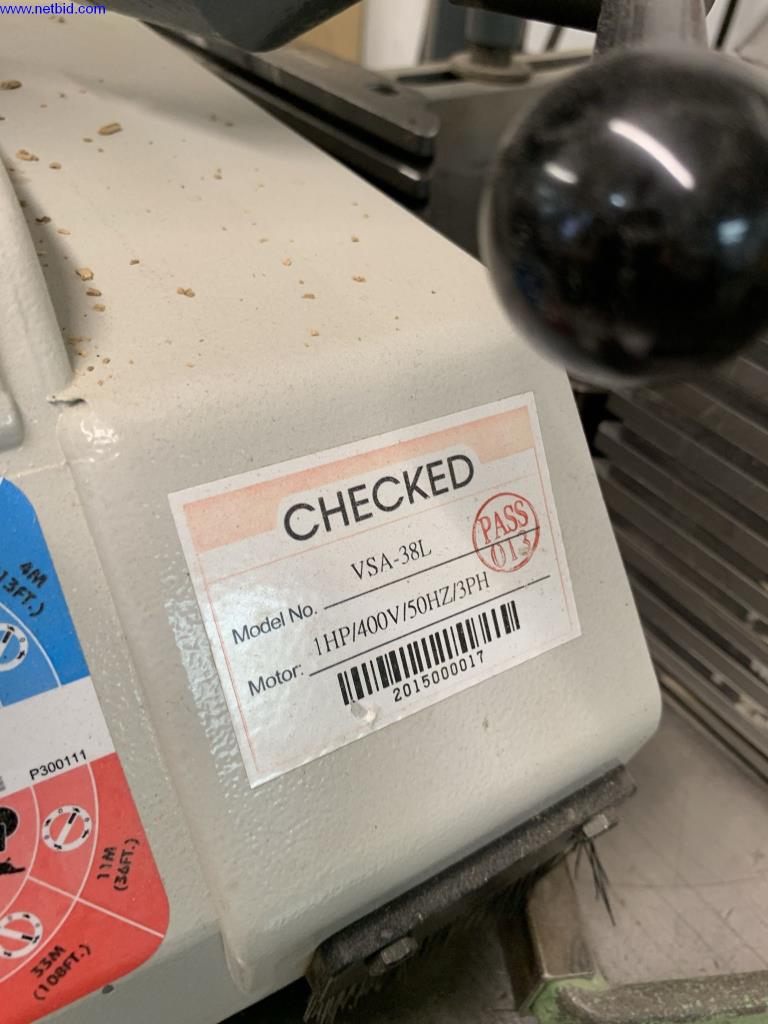 www.netbid.com
CHECKED
Model No. VSA-38L
PASS
013
Motor: 1HP/400V/50HZ/3PH
2015000017
4M
13FT.)
P300111
11M
(36FT.)
33M
(108FT.)